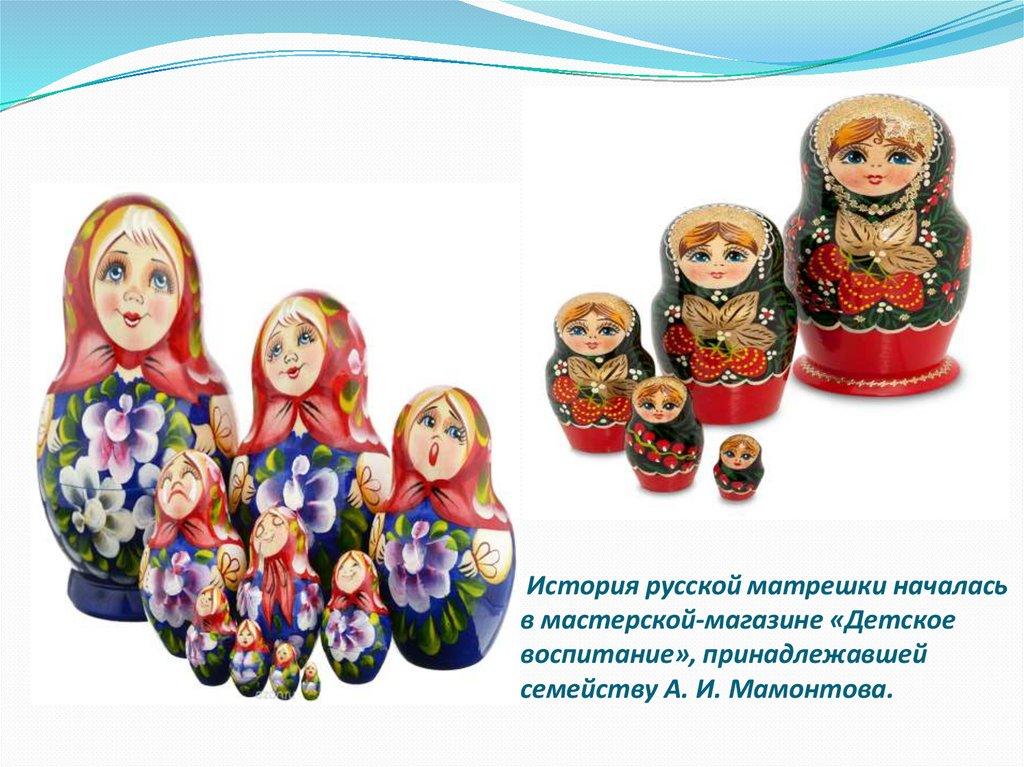 История русской матрешки началась
в мастерской-магазине «Детское
воспитание», принадлежавшей
семейству А. И. Мамонтова.